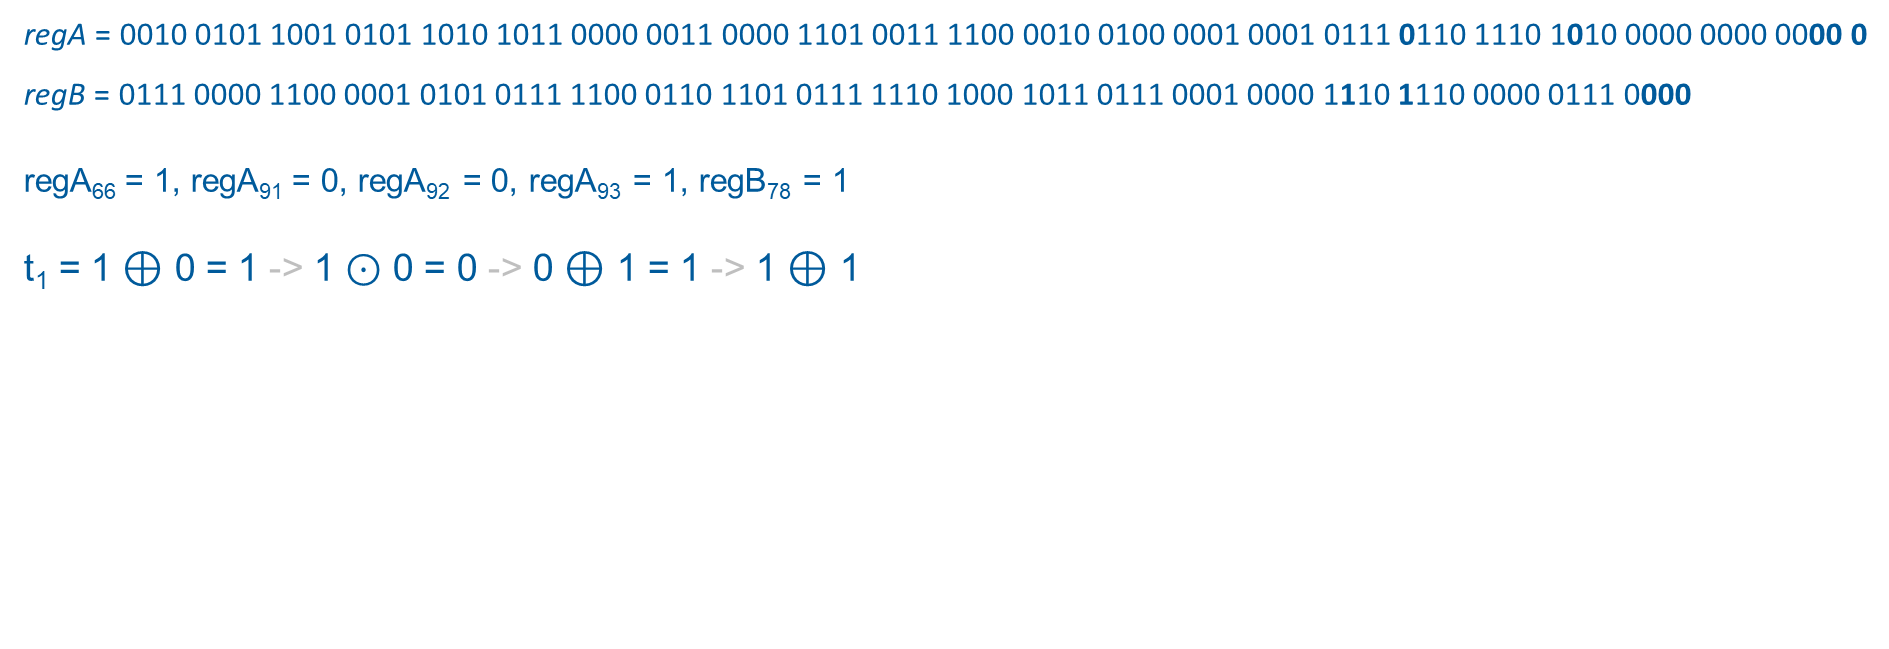 regA = 0010 0101 1001 0101 1010 1011 0000 0011 0000 1101 0011 1100 0010 0100 0001 0001 0111 0110 1110 1010 0000 0000 0000 0
regB = 0111 0000 1100 0001 0101 0111 1100 0110 1101 0111 1110 1000 1011 0111 0001 0000 1110 1110 0000 0111 0000
regA66 = 1, regA91 = 0, regA92 = 0, regA93 = 1, regB78 = 1
t1 = 1 ⊕ 0 = 1 -> 1 ⊙ 0 = 0 -> 0 ⊕ 1 = 1 -> 1 ⊕ 1